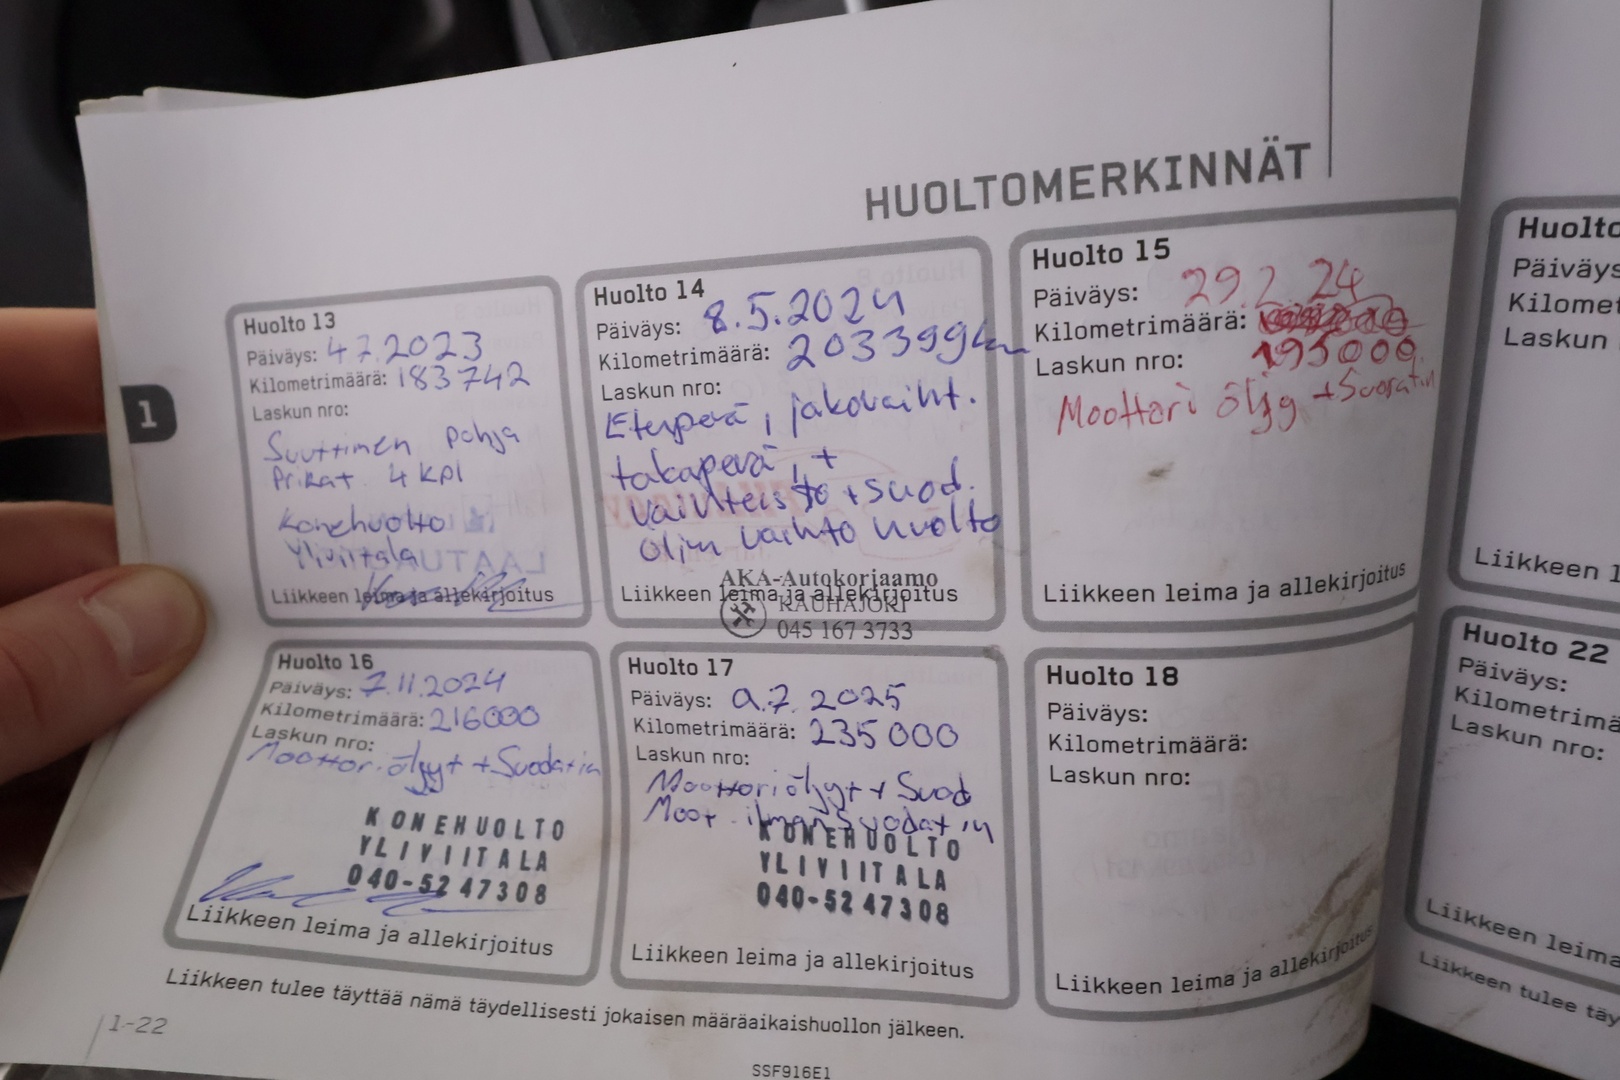 HUOLTOMERKINNÄT
1
Huolto 13
Päiväys: 4 7.2023
Kilometrimäärä: 183742
Laskun nro:
Suuttimen pohja
Prikat 4 kpl
Konehuolto
Yliviitala
Liikkeen leima ja allekirjoitus
Huolto 14
Päiväys: 8.5.2024
Kilometrimäärä: 203399km
Laskun nro:
Etuperä, jakovaiht.
takaperä, +
Vaihteisto + suod.
öljyn vaihto huolto
AKA-Autokorjaamo
Liikkeen leima ja allekirjoitus
KAUHAJOKI
045 167 3733
Huolto 15
Päiväys: 29.2 24
Kilometrimäärä:
Laskun nro: 195000
Moottori öljy +
Liikkeen leima ja allekirjoitus
Huolto 16
Päiväys: 7.11.2024
Kilometrimäärä: 216000
Laskun nro:
Moottori öljyt + Suodatin
KONEHUOLTO
YLIVIITALA
040-5247308
Liikkeen leima ja allekirjoitus
Huolto 17
Päiväys: 9.7. 2025
Kilometrimäärä: 235000
Laskun nro:
Moottoriöljyt + Suod
Moot. ilmansuodatin
KONEHUOLTO
YLIVIITALA
040-5247308
Liikkeen leima ja allekirjoitus
Huolto 18
Päiväys:
Kilometrimäärä:
Laskun nro:
Liikkeen leima ja allekirjoitus
Liikkeen tulee täyttää nämä täydellisesti jokaisen määräaikaishuollon jälkeen.
1-22
SSF916E1
Huolto
Päiväys
Kilomet
Laskun
Liikkeen l
Huolto 22
Päiväys:
Kilometrimä
Laskun nro:
Liikkeen leima
Liikkeen tulee täy